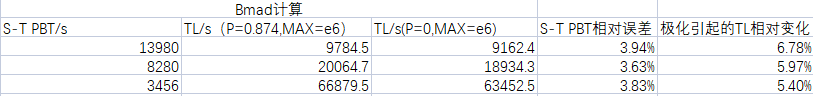 Bmad计算
S-T PBT/s TL/s（P=0.874,MAX=e6) TL/s(P=0,MAX=e6) S-T PBT相对误差 极化引起的TL相对变化
13980 9784.5 9162.4 3.94% 6.78%
8280 20064.7 18934.3 3.63% 5.97%
3456 66879.5 63452.5 3.83% 5.40%